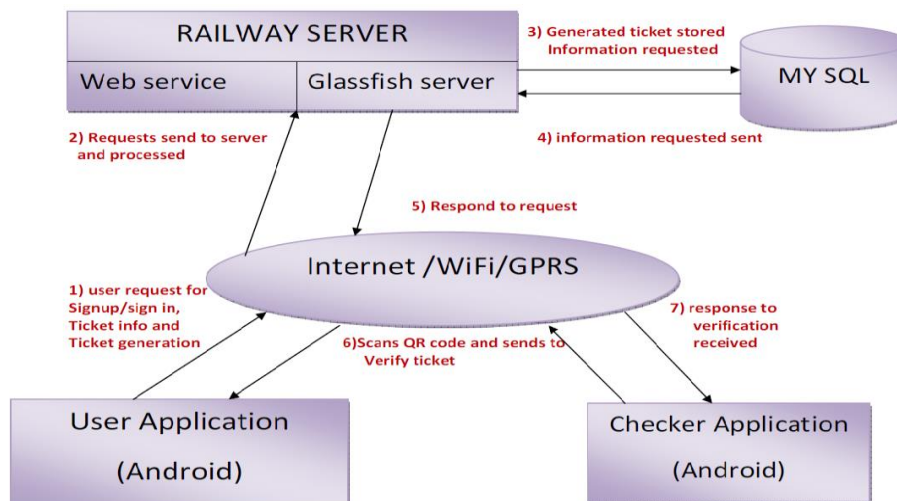 RAILWAY SERVER
Web service
Glassfish server
3) Generated ticket stored
Information requested
MY SQL
2) Requests send to server
and processed
4) information requested sent
5) Respond to request
Internet /WiFi/GPRS
1) user request for
Signup/sign in,
Ticket info and
Ticket generation
6)Scans QR code and sends to
Verify ticket
7) response to
verification
received
User Application
(Android)
Checker Application
(Android)